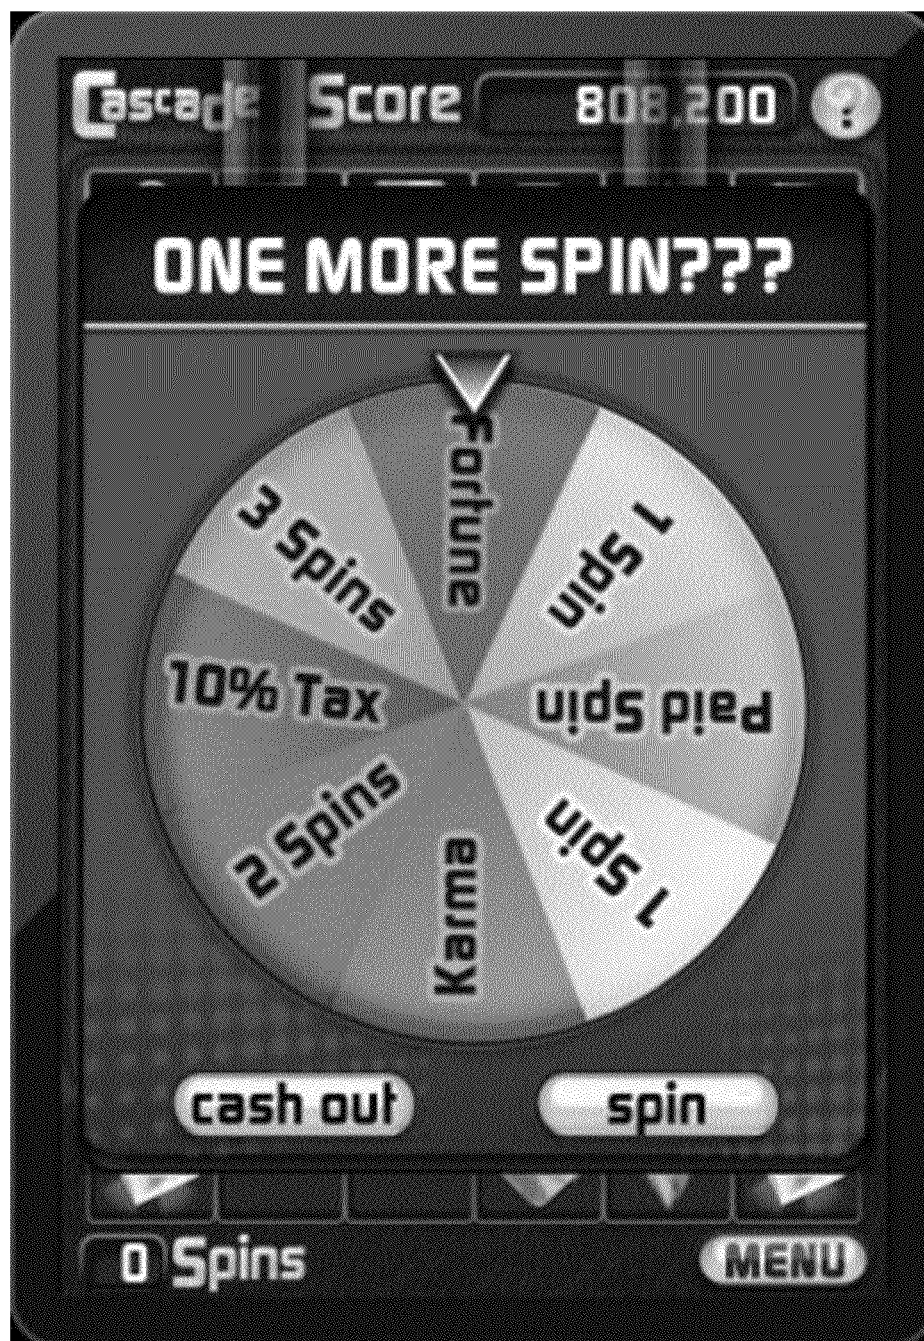 Cascade Score 808,200 ?
ONE MORE SPIN???
Fortune
1 Spin
Paid Spin
1 Spin
Karma
2 Spins
10% Tax
3 Spins
cash out
spin
0 Spins
MENU